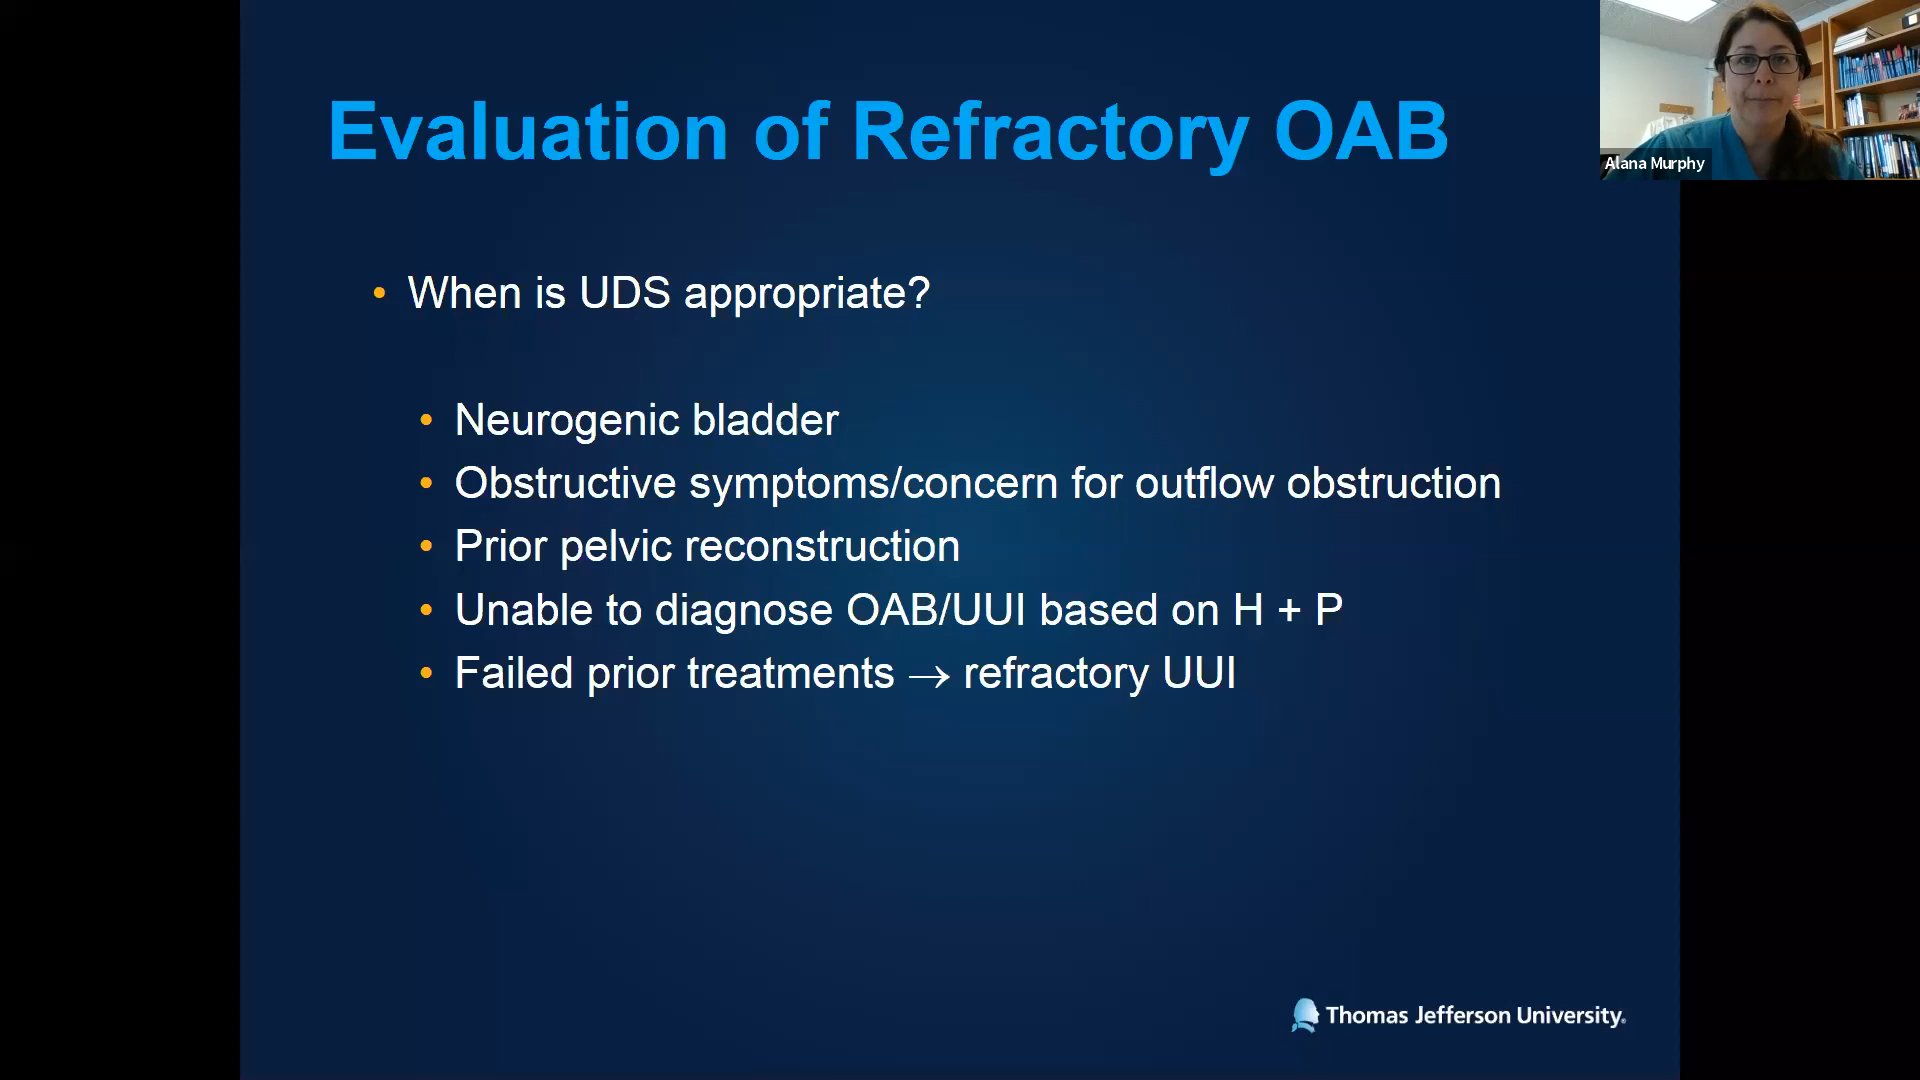 Evaluation of Refractory OAB
Alana Murphy
• When is UDS appropriate?
• Neurogenic bladder
• Obstructive symptoms/concern for outflow obstruction
• Prior pelvic reconstruction
• Unable to diagnose OAB/UUI based on H + P
• Failed prior treatments → refractory UUI
Thomas Jefferson University®